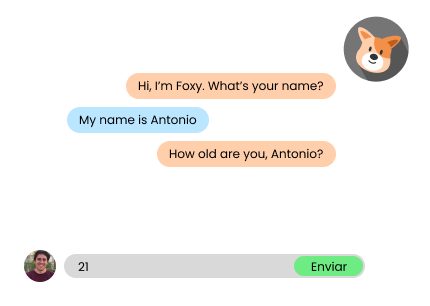 Hi, I’m Foxy. What’s your name?
My name is Antonio
How old are you, Antonio?
21 Enviar